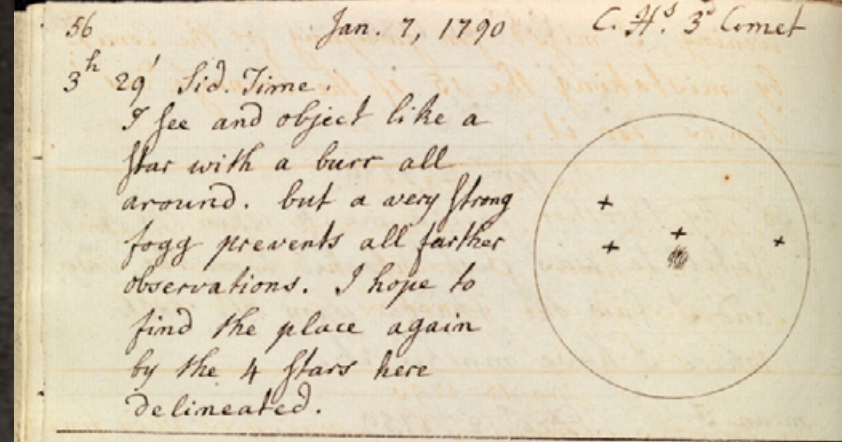 56 Jan. 7, 1790 C. H.s 3d Comet
3h 29' Sid. Time.
I see and object like a
star with a burr all
around. but a very strong
fogg prevents all farther
observations. I hope to
find the place again
by the 4 stars here
delineated.